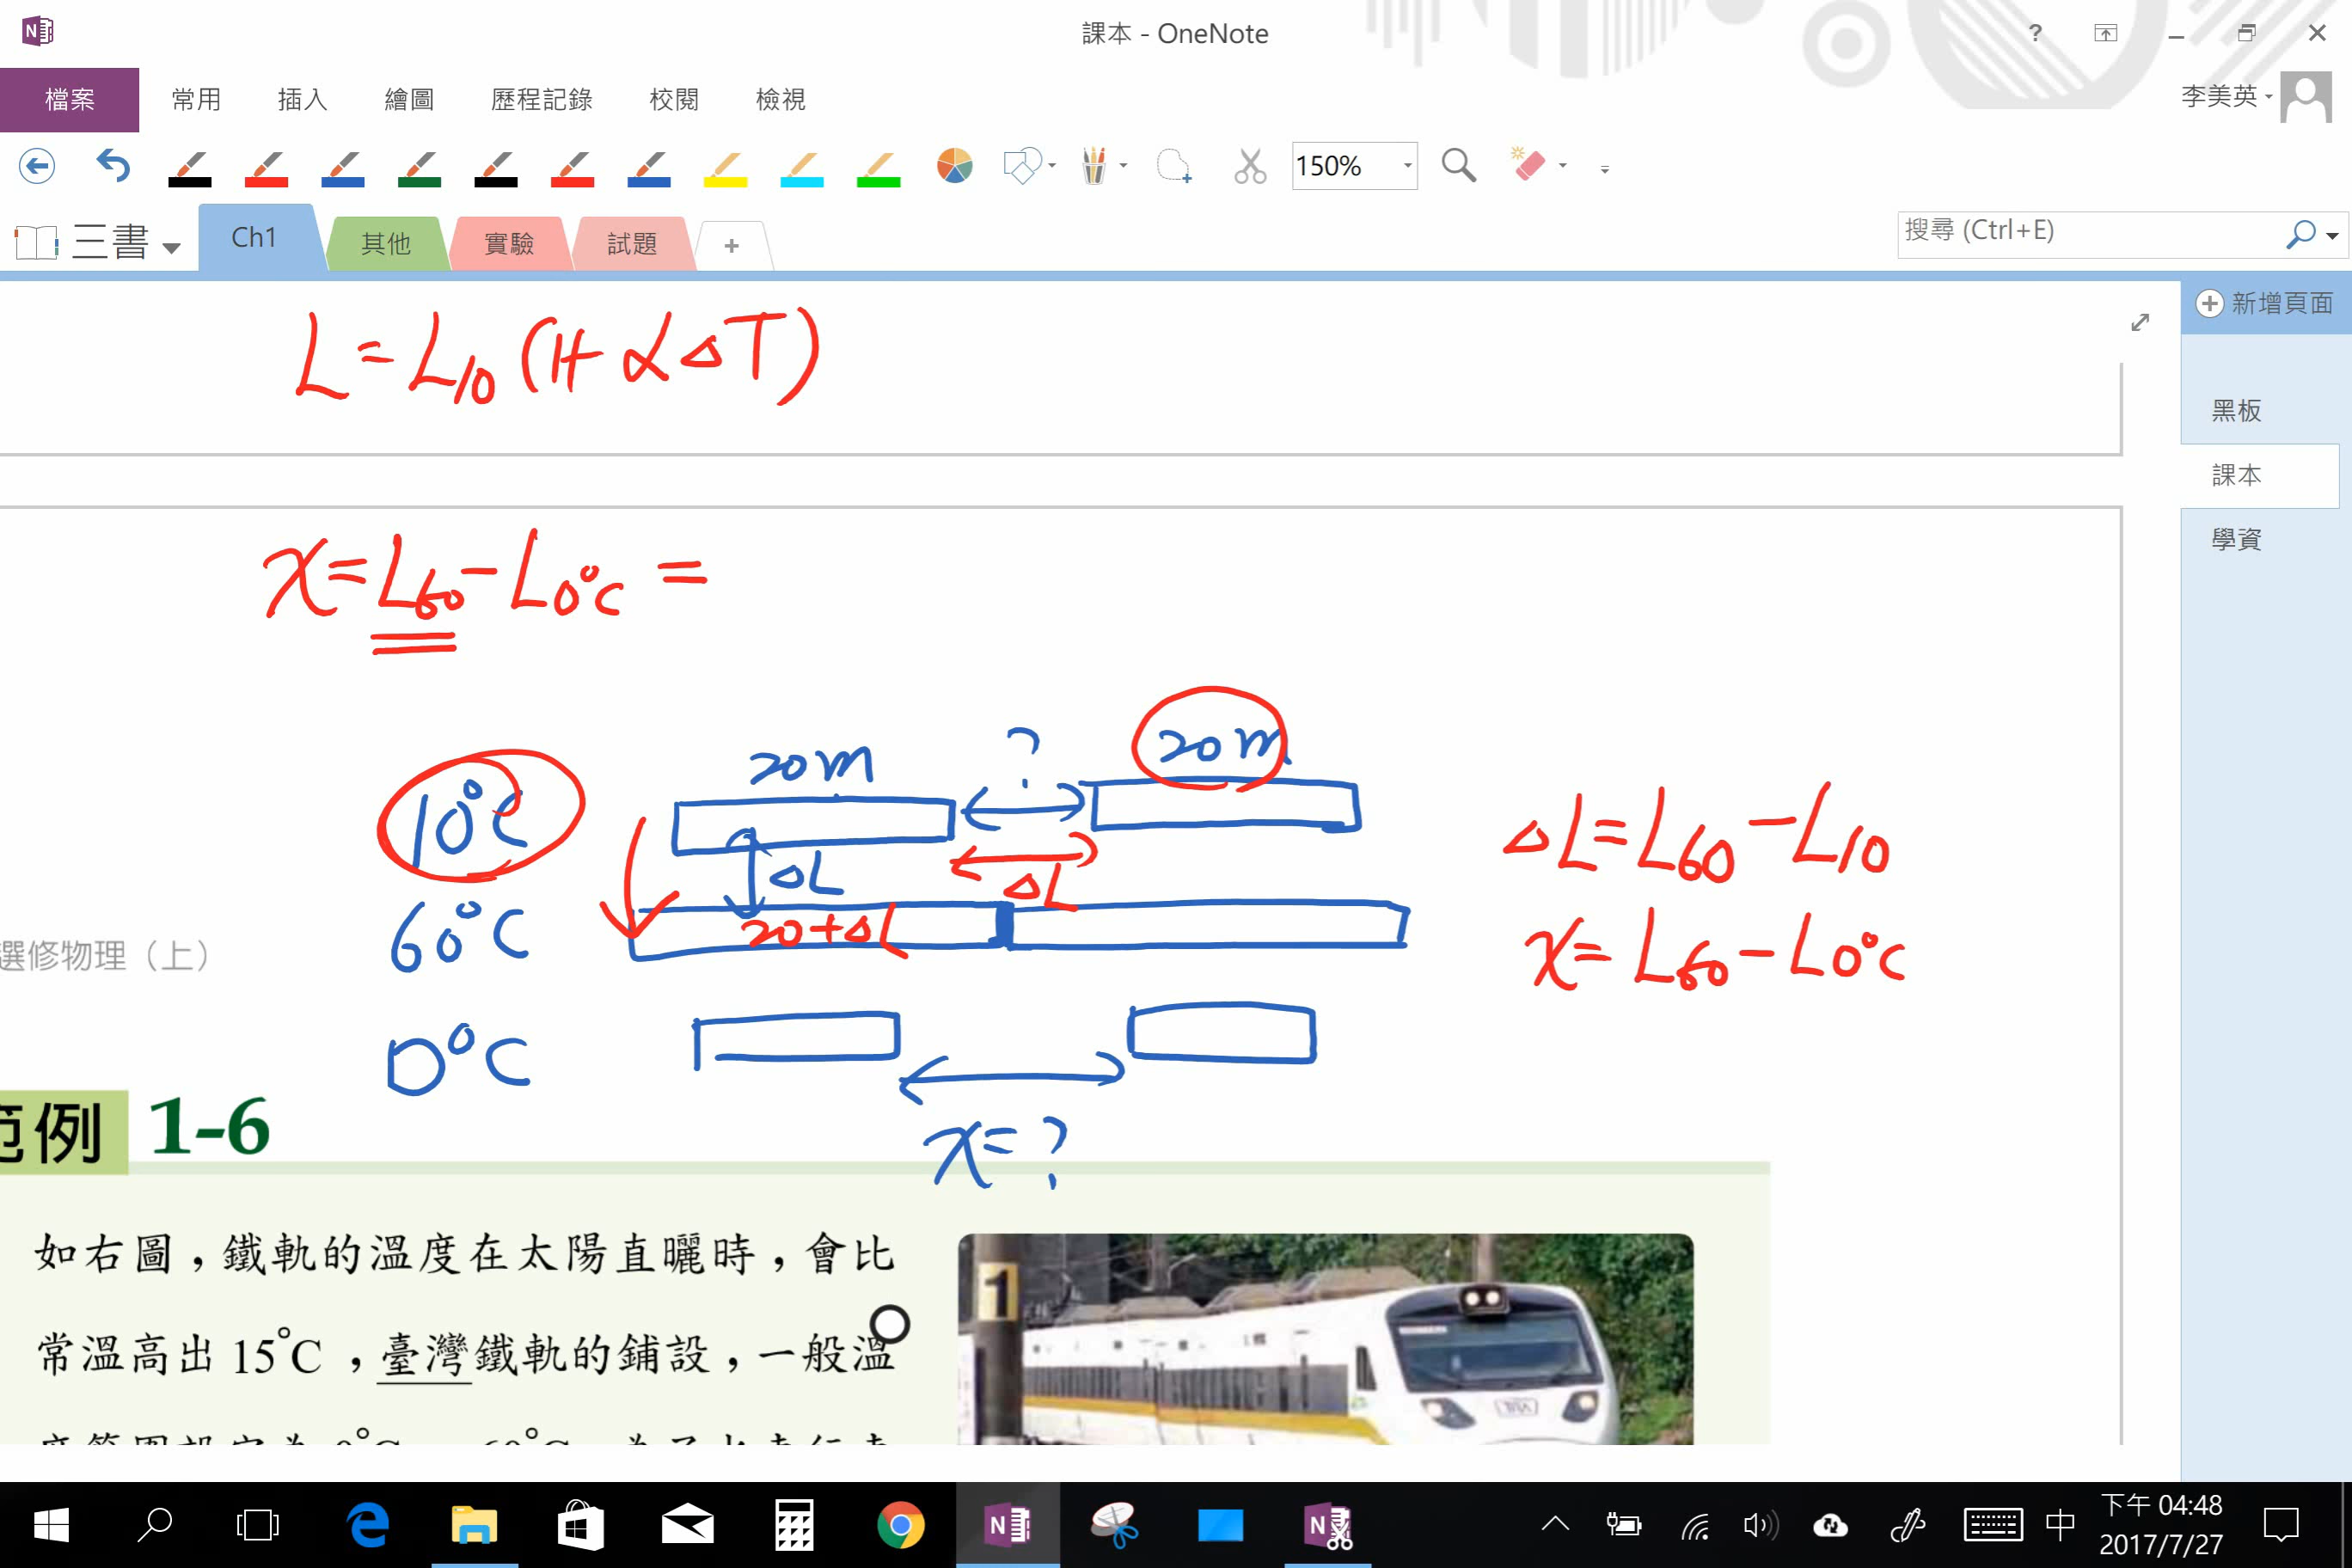 課本 - OneNote
檔案 常用 插入 繪圖 歷程記錄 校閱 檢視
李美英
150%
三書 Ch1 其他 實驗 試題 +
搜尋 (Ctrl+E)
新增頁面
黑板
課本
學資
L=L10(1+α△T)
x=L60-L0°C =
20m ? 20m
10°C
△L
△L
60°C
20+△L
△L=L60-L10
x=L60-L0°C
選修物理（上）
0°C
x=?
範例 1-6
如右圖，鐵軌的溫度在太陽直曬時，會比
常溫高出 15°C，臺灣鐵軌的鋪設，一般溫
1
TRA
中
下午 04:48
2017/7/27